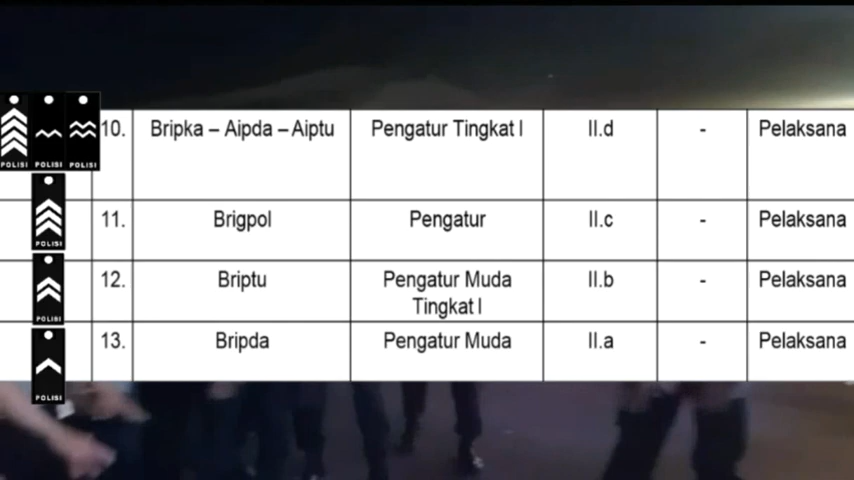 POLISI POLISI POLISI
10. Bripka – Aipda – Aiptu Pengatur Tingkat I II.d - Pelaksana
POLISI
11. Brigpol Pengatur II.c - Pelaksana
POLISI
12. Briptu Pengatur Muda
Tingkat I II.b - Pelaksana
POLISI
13. Bripda Pengatur Muda II.a - Pelaksana